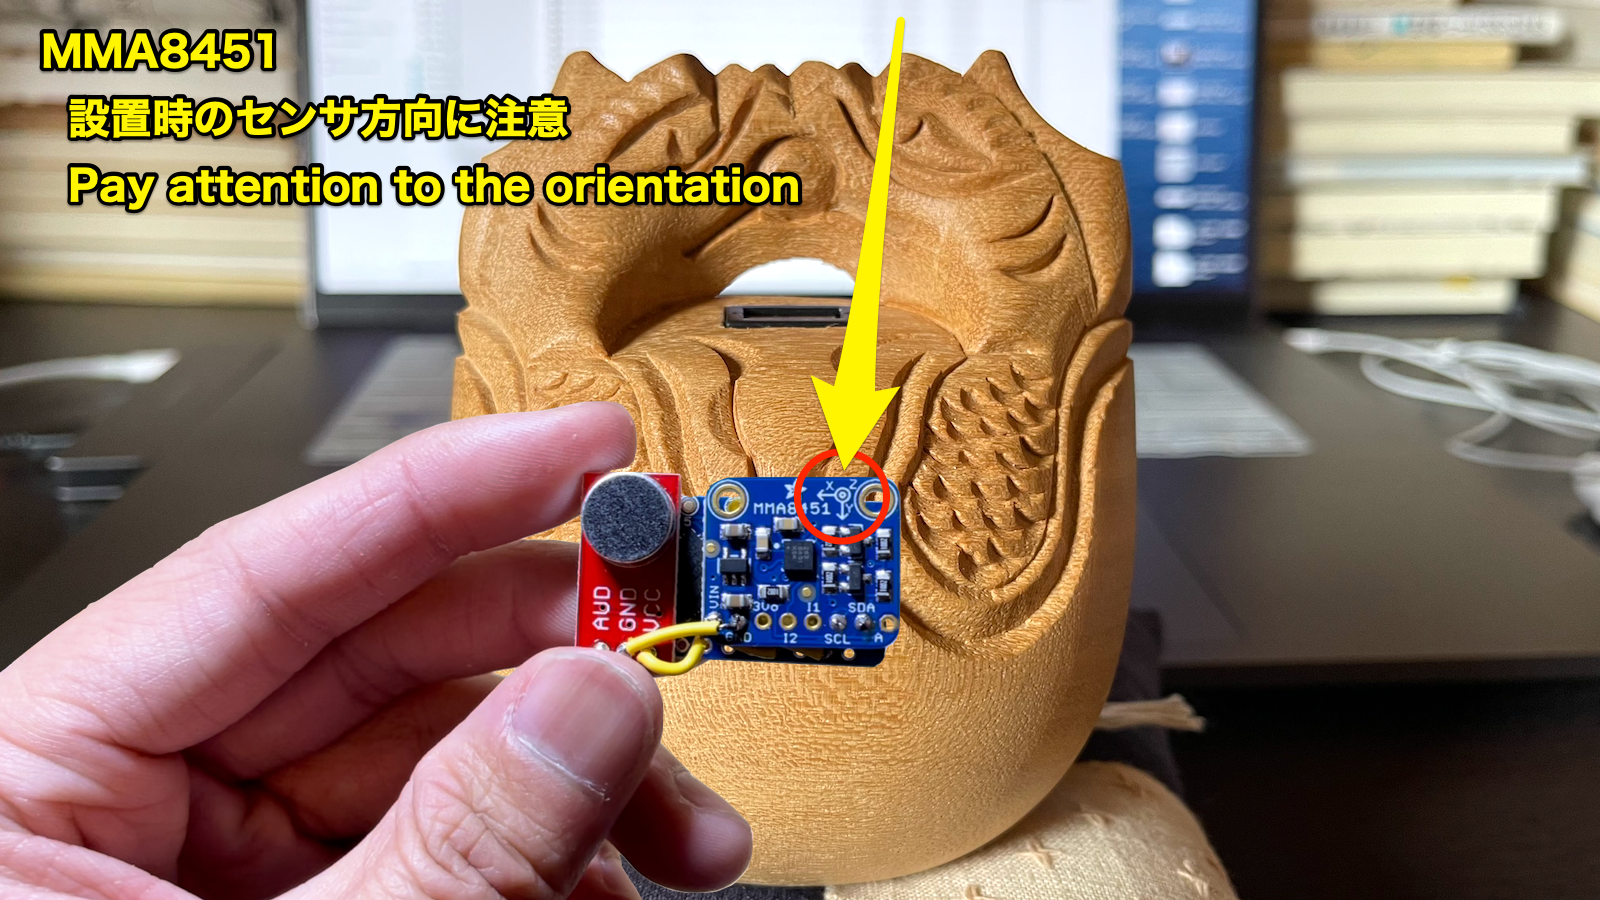 MMA8451
設置時のセンサ方向に注意
Pay attention to the orientation
X Z
Y
MMA8451
AUD
GND
VCC
VIN
3Vo I1 SDA
I2 SCL A